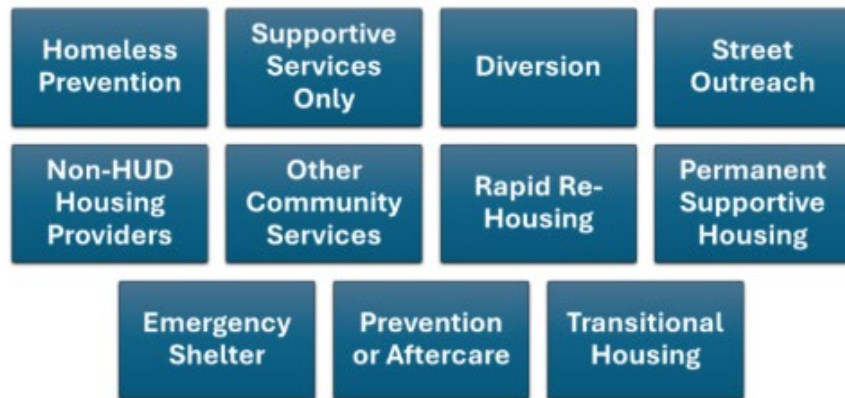 Homeless
Prevention
Supportive
Services
Only
Diversion
Street
Outreach
Non-HUD
Housing
Providers
Other
Community
Services
Rapid Re-
Housing
Permanent
Supportive
Housing
Emergency
Shelter
Prevention
or Aftercare
Transitional
Housing